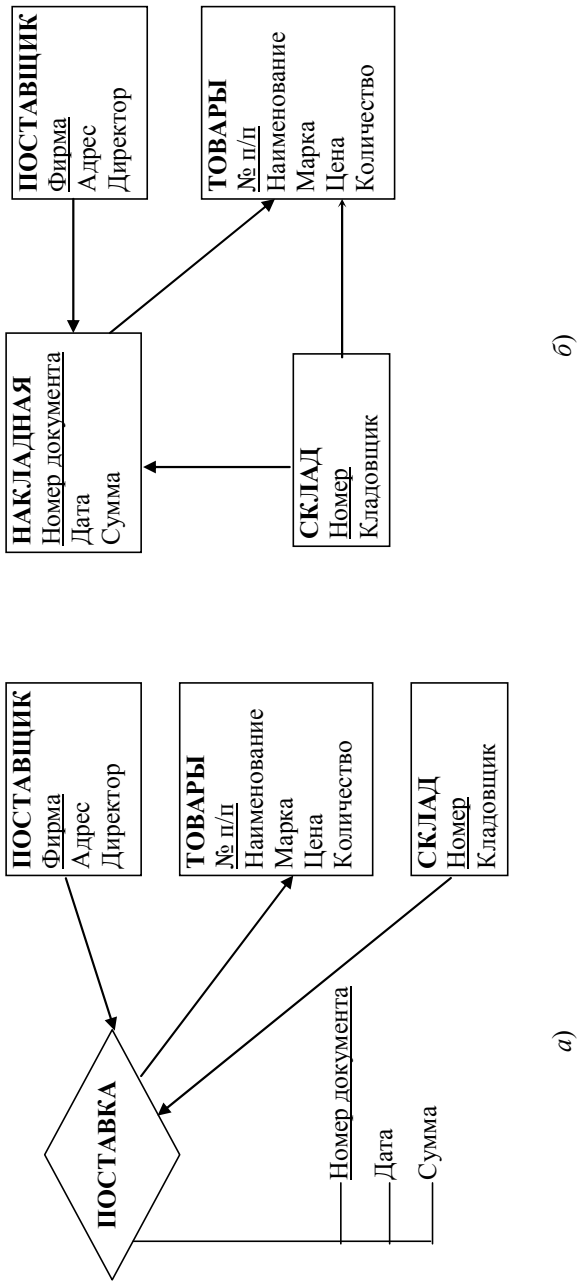 ПОСТАВКА
Номер документа
Дата
Сумма
ПОСТАВЩИК
Фирма
Адрес
Директор
ТОВАРЫ
№ п/п
Наименование
Марка
Цена
Количество
СКЛАД
Номер
Кладовщик
а)
НАКЛАДНАЯ
Номер документа
Дата
Сумма
СКЛАД
Номер
Кладовщик
ПОСТАВЩИК
Фирма
Адрес
Директор
ТОВАРЫ
№ п/п
Наименование
Марка
Цена
Количество
б)